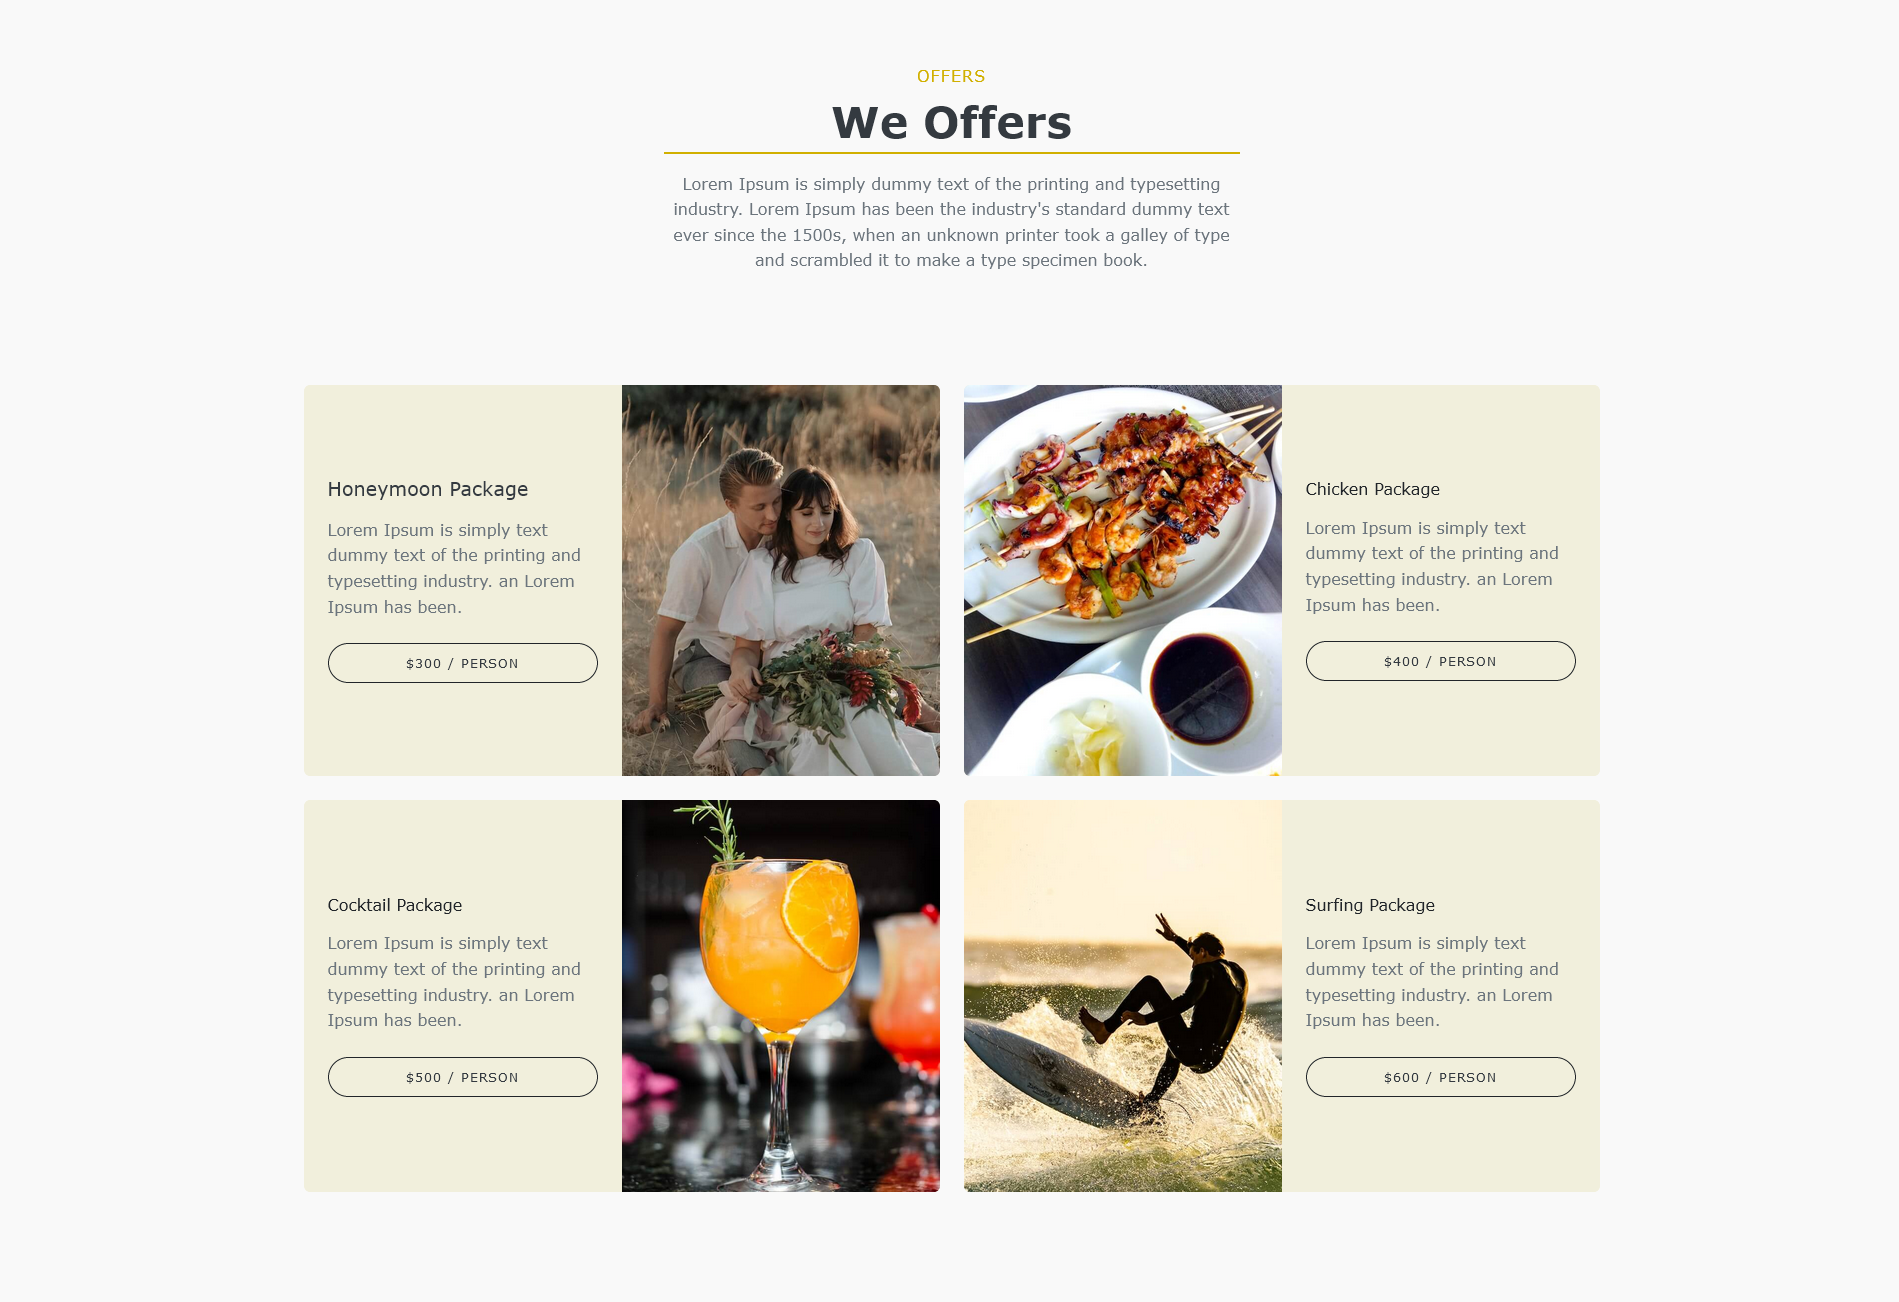 OFFERS
We Offers
Lorem Ipsum is simply dummy text of the printing and typesetting
industry. Lorem Ipsum has been the industry's standard dummy text
ever since the 1500s, when an unknown printer took a galley of type
and scrambled it to make a type specimen book.
Honeymoon Package
Lorem Ipsum is simply text
dummy text of the printing and
typesetting industry. an Lorem
Ipsum has been.
$300 / PERSON
Chicken Package
Lorem Ipsum is simply text
dummy text of the printing and
typesetting industry. an Lorem
Ipsum has been.
$400 / PERSON
Cocktail Package
Lorem Ipsum is simply text
dummy text of the printing and
typesetting industry. an Lorem
Ipsum has been.
$500 / PERSON
Surfing Package
Lorem Ipsum is simply text
dummy text of the printing and
typesetting industry. an Lorem
Ipsum has been.
$600 / PERSON